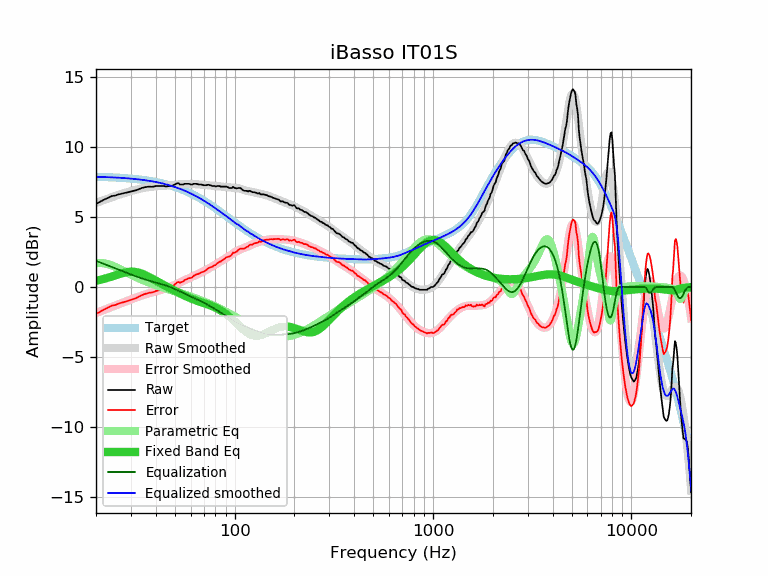 iBasso IT01S
Amplitude (dBr)
15
10
5
0
−5
−10
−15
Target
Raw Smoothed
Error Smoothed
Raw
Error
Parametric Eq
Fixed Band Eq
Equalization
Equalized smoothed
100
1000
10000
Frequency (Hz)